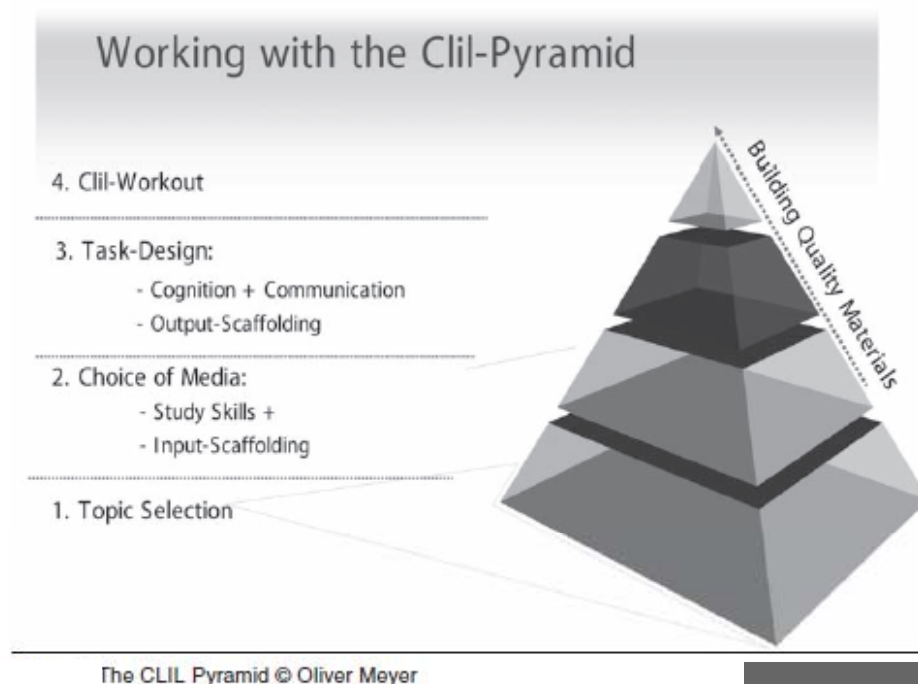 Working with the Clil-Pyramid
4. Clil-Workout
3. Task-Design:
- Cognition + Communication
- Output-Scaffolding
2. Choice of Media:
- Study Skills +
- Input-Scaffolding
1. Topic Selection
Building Quality Materials
The CLIL Pyramid © Oliver Meyer